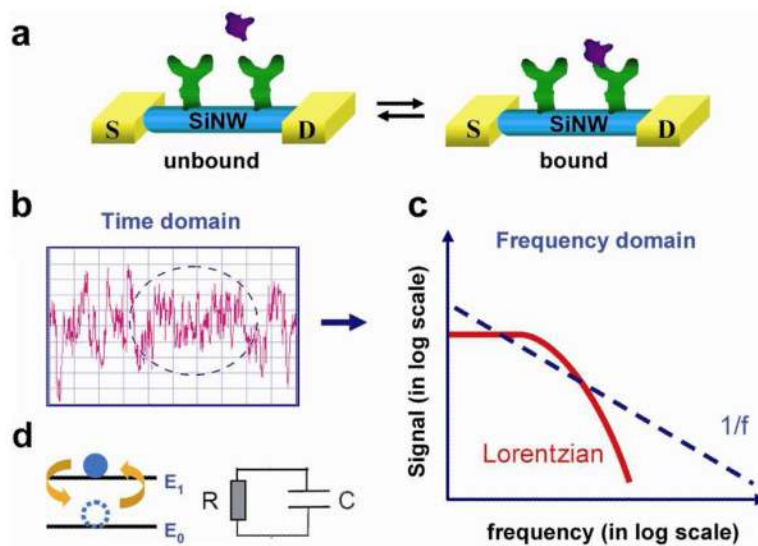 a
S
SiNW
D
unbound
S
SiNW
D
bound
b
Time domain
c
Frequency domain
Signal (in log scale)
Lorentzian
1/f
frequency (in log scale)
d
E1
E0
R
C